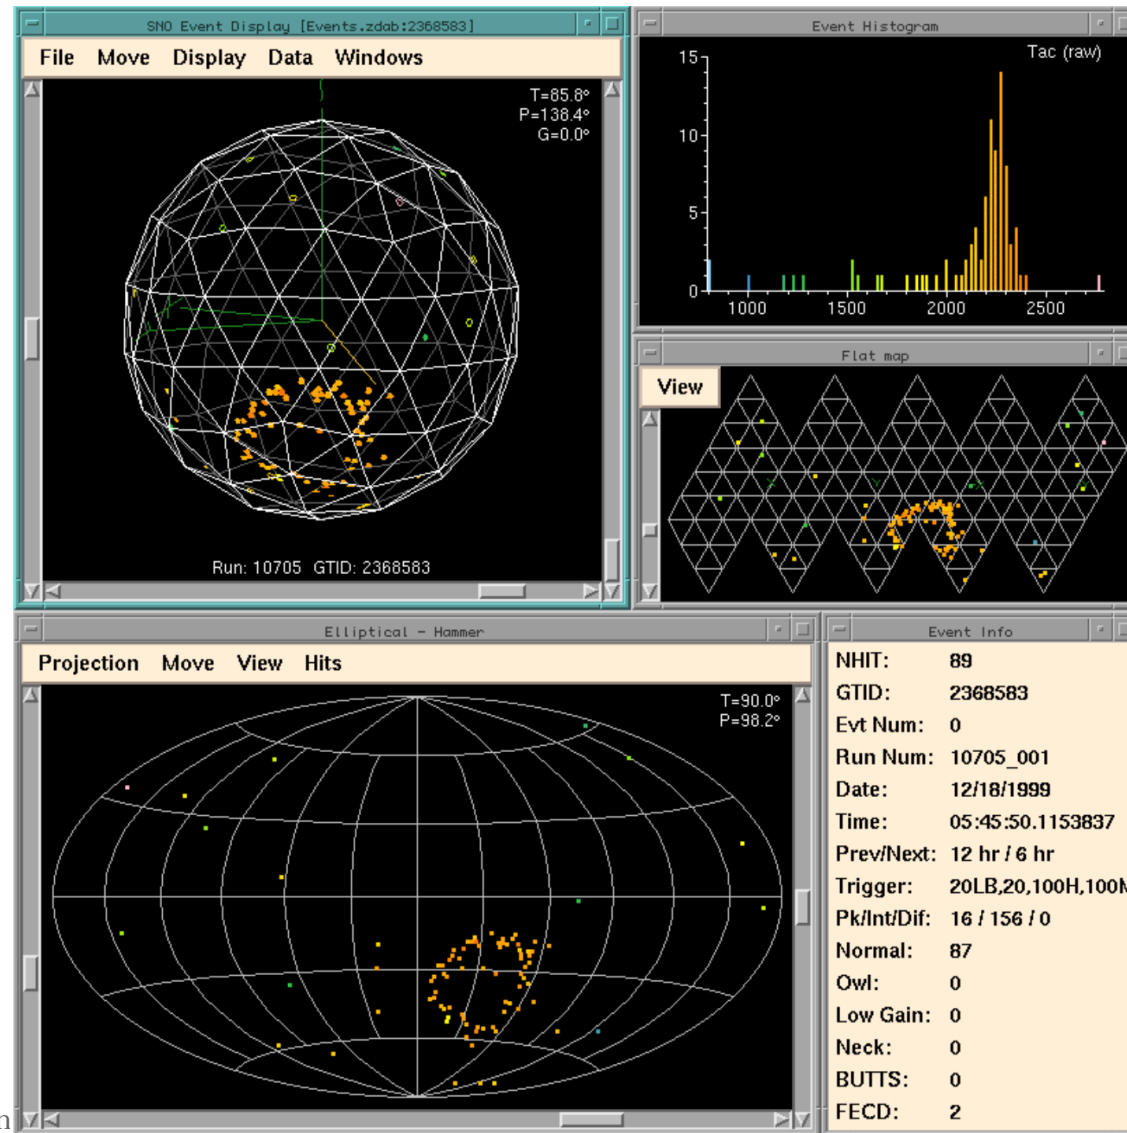 SNO Event Display [Events.zdab:2368583]
File Move Display Data Windows
T=85.8°
P=138.4°
G=0.0°
Run: 10705 GTID: 2368583
Event Histogram
Tac (raw)
15
10
5
0
1000 1500 2000 2500
Flat map
View
X Y X Y
Elliptical - Hammer
Projection Move View Hits
T=90.0°
P=98.2°
Event Info
NHIT: 89
GTID: 2368583
Evt Num: 0
Run Num: 10705_001
Date: 12/18/1999
Time: 05:45:50.1153837
Prev/Next: 12 hr / 6 hr
Trigger: 20LB,20,100H,100M
Pk/Int/Dif: 16 / 156 / 0
Normal: 87
Owl: 0
Low Gain: 0
Neck: 0
BUTTS: 0
FECD: 2
n